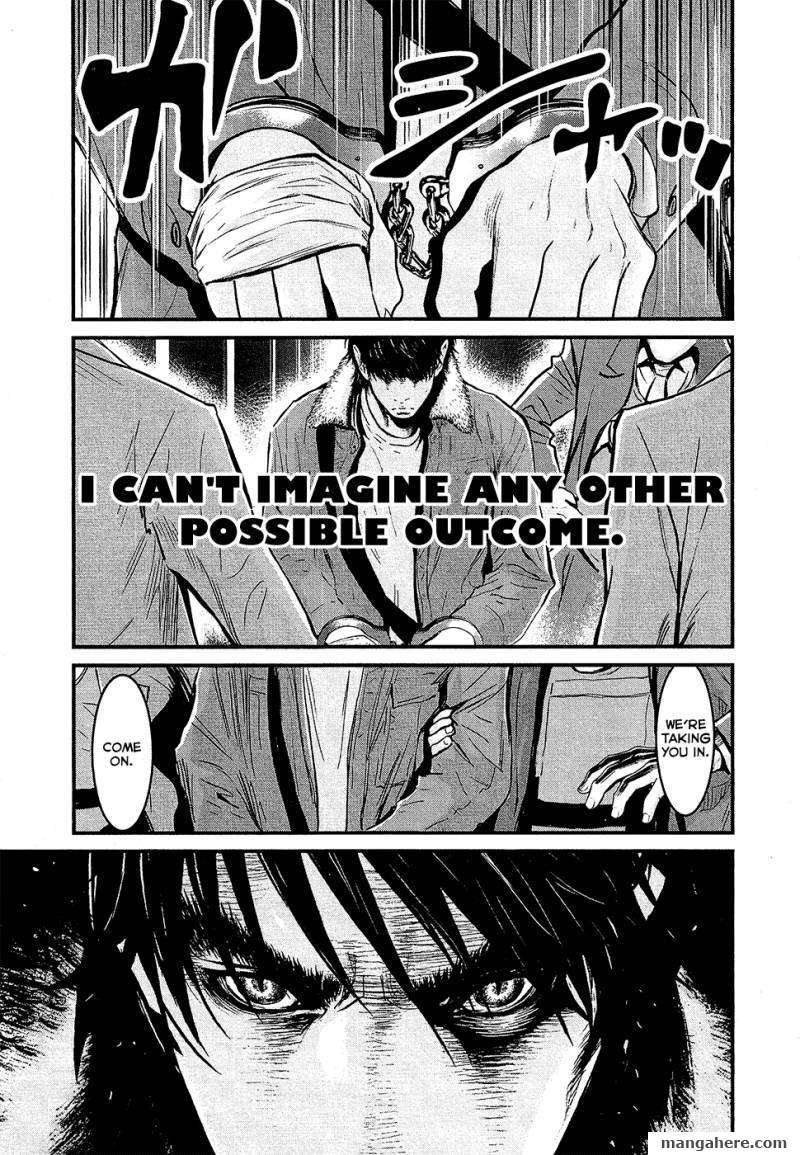 ガシャッ
I CAN'T IMAGINE ANY OTHER
POSSIBLE OUTCOME.
WE'RE
TAKING
YOU IN.
COME
ON.
mangahere.com